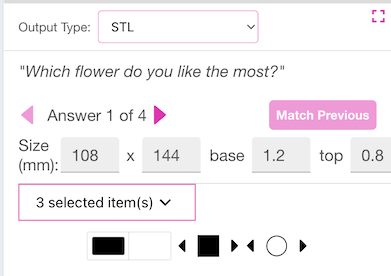 Output Type: STL
"Which flower do you like the most?"
Answer 1 of 4 Match Previous
Size (mm): 108 x 144 base 1.2 top 0.8
3 selected item(s)